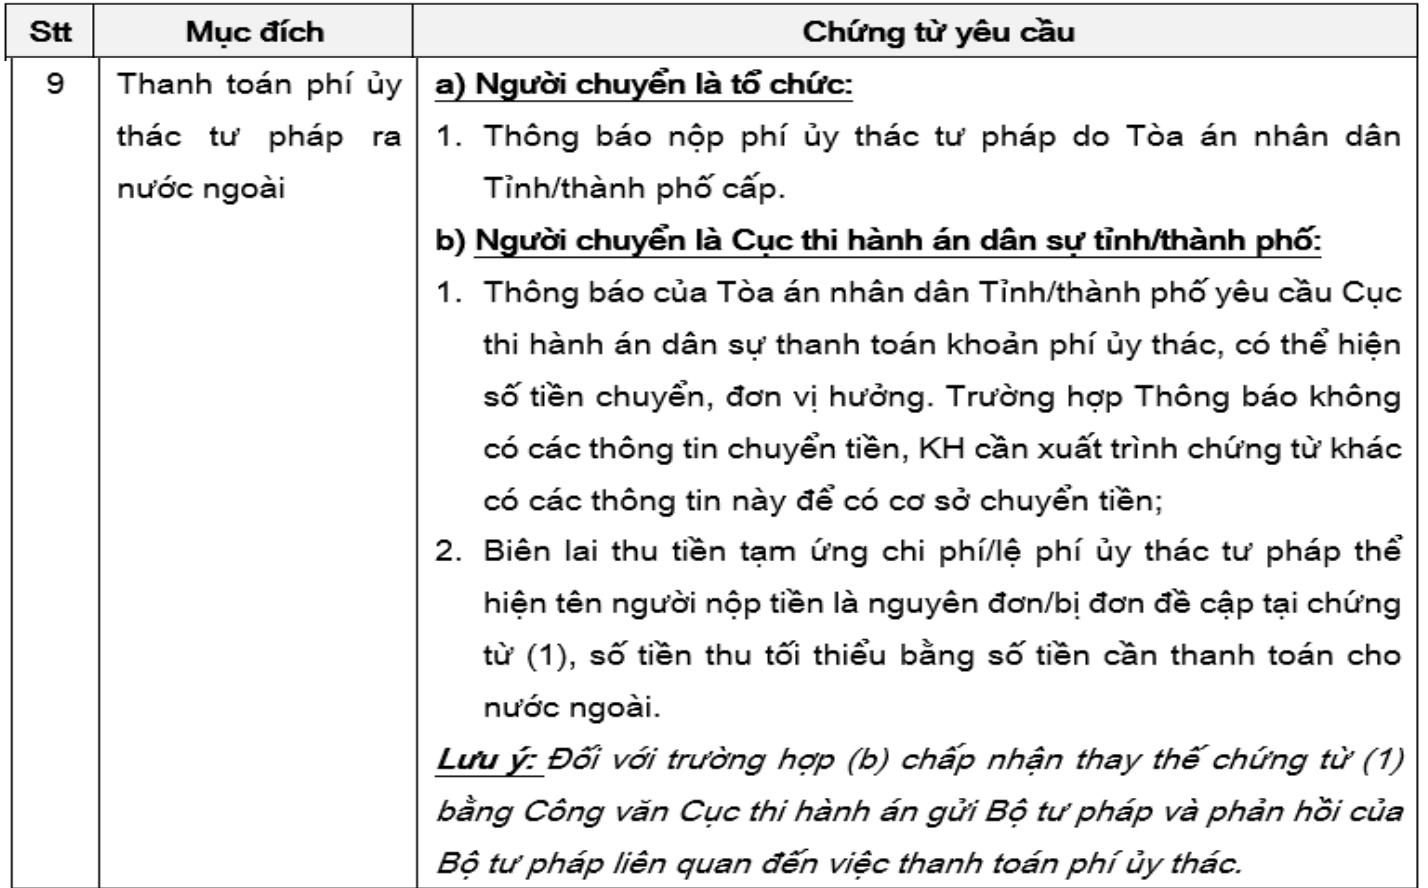 Stt Mục đích Chứng từ yêu cầu
9 Thanh toán phí ủy thác tư pháp ra nước ngoài
a) Người chuyển là tổ chức:
1. Thông báo nộp phí ủy thác tư pháp do Tòa án nhân dân
Tỉnh/thành phố cấp.
b) Người chuyển là Cục thi hành án dân sự tỉnh/thành phố:
1. Thông báo của Tòa án nhân dân Tỉnh/thành phố yêu cầu Cục
thi hành án dân sự thanh toán khoản phí ủy thác, có thể hiện
số tiền chuyển, đơn vị hưởng. Trường hợp Thông báo không
có các thông tin chuyển tiền, KH cần xuất trình chứng từ khác
có các thông tin này để có cơ sở chuyển tiền;
2. Biên lai thu tiền tạm ứng chi phí/lệ phí ủy thác tư pháp thể
hiện tên người nộp tiền là nguyên đơn/bị đơn đề cập tại chứng
từ (1), số tiền thu tối thiểu bằng số tiền cần thanh toán cho
nước ngoài.
Lưu ý: Đối với trường hợp (b) chấp nhận thay thế chứng từ (1)
bằng Công văn Cục thi hành án gửi Bộ tư pháp và phản hồi của
Bộ tư pháp liên quan đến việc thanh toán phí ủy thác.